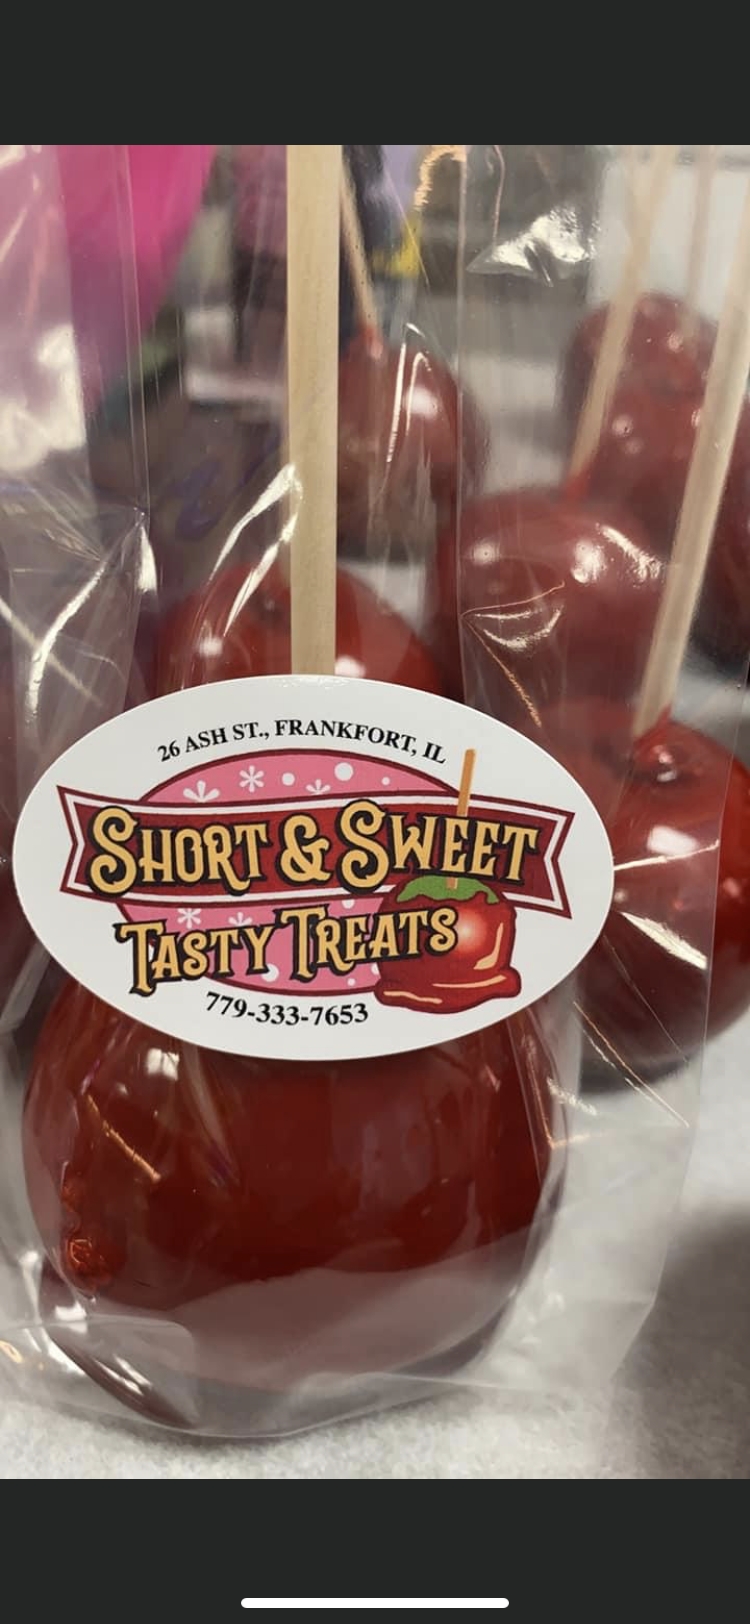 26 ASH ST., FRANKFORT, IL
SHORT & SWEET
TASTY TREATS
779-333-7653